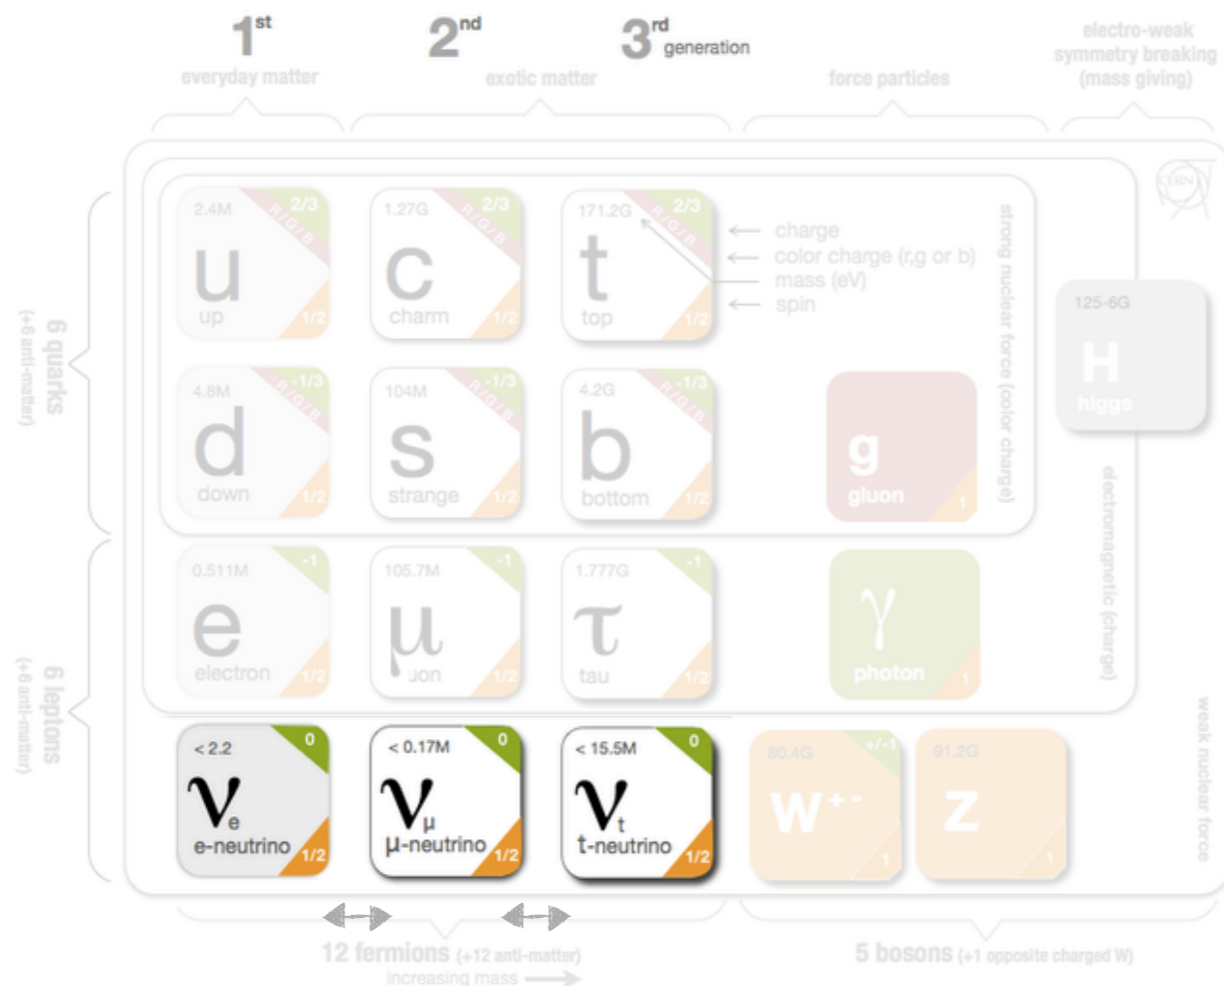 1st
2nd
3rd generation
electro-weak
symmetry breaking
(mass giving)
everyday matter
exotic matter
force particles
CERN
6 quarks
(+6 anti-matter)
2.4M
2/3
R/G/B
u
up
1/2
1.27G
2/3
R/G/B
c
charm
1/2
171.2G
2/3
R/G/B
t
top
1/2
charge
color charge (r,g or b)
mass (eV)
spin
strong nuclear force (color charge)
125-6G
H
higgs
4.8M
-1/3
R/G/B
d
down
1/2
104M
-1/3
R/G/B
s
strange
1/2
4.2G
-1/3
R/G/B
b
bottom
1/2
g
gluon
1
electromagnetic (charge)
6 leptons
(+6 anti-matter)
0.511M
-1
e
electron
1/2
105.7M
-1
μ
uon
1/2
1.777G
-1
τ
tau
1/2
γ
photon
1
weak nuclear force
< 2.2
0
νe
e-neutrino
1/2
< 0.17M
0
νμ
μ-neutrino
1/2
< 15.5M
0
νt
t-neutrino
1/2
80.4G
+/-1
W+-
1
91.2G
Z
1
12 fermions (+12 anti-matter)
increasing mass
5 bosons (+1 opposite charged W)